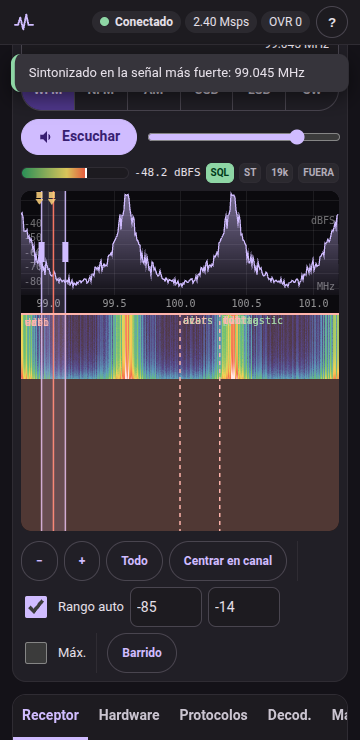 Conectado 2.40 Msps OVR 0 ?
Sintonizado en la señal más fuerte: 99.045 MHz
Escuchar
-48.2 dBFS SQL ST 19k FUERA
dBFS
-40
-80
MHz
99.0 99.5 100.0 100.5 101.0
− + Todo Centrar en canal
Rango auto -85 -14
Máx. Barrido
Receptor Hardware Protocolos Decod.